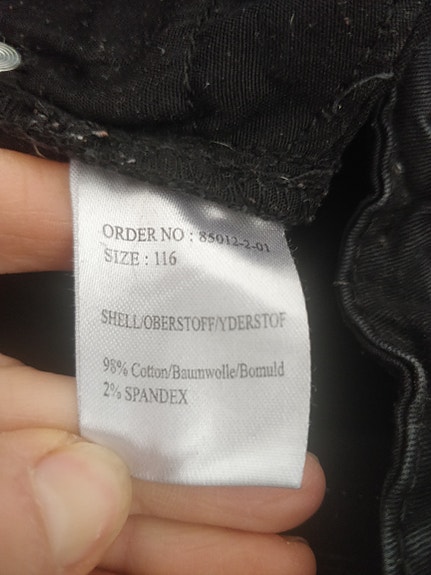 ORDER NO : 85012-2-01
SIZE : 116
SHELL/OBERSTOFF/YDERSTOF
98% Cotton/Baumwolle/Bomuld
2% SPANDEX